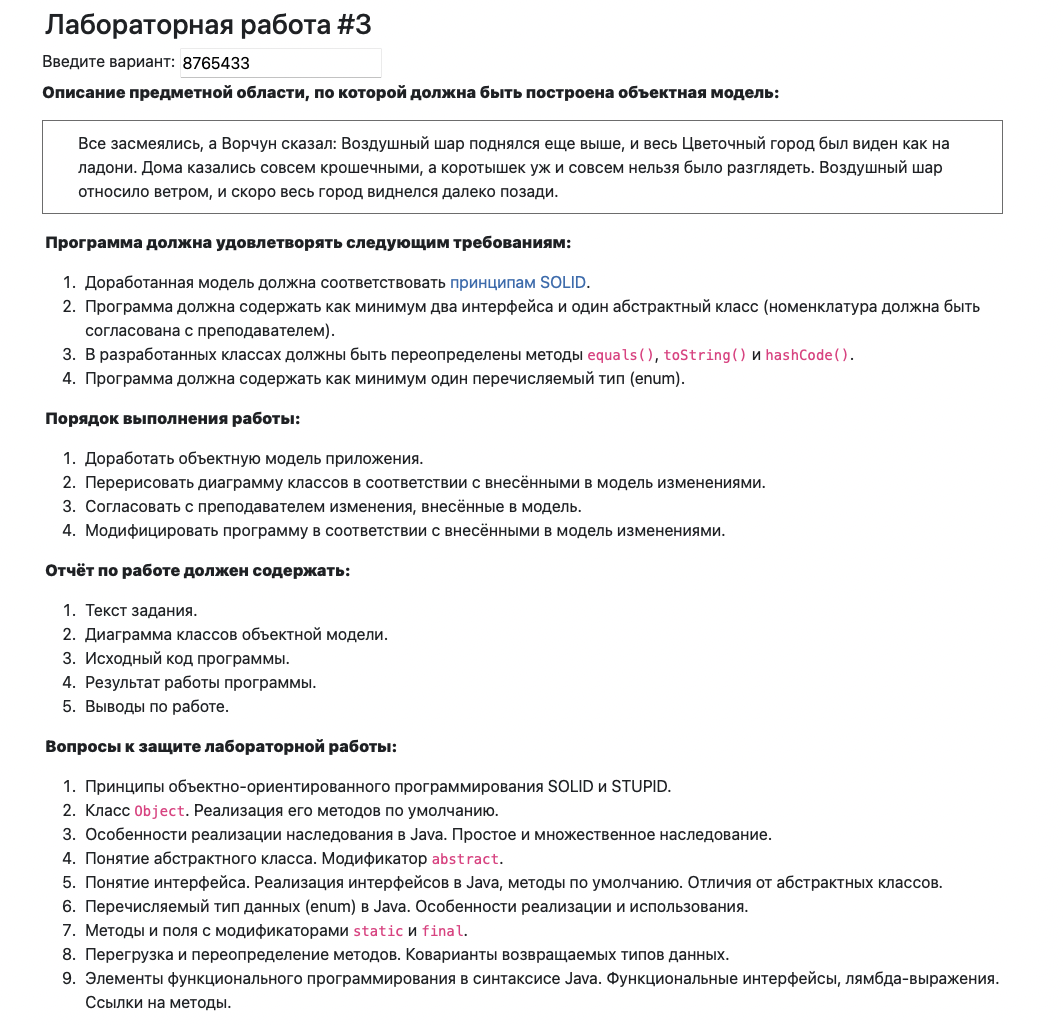 Лабораторная работа #3
Введите вариант: 8765433
Описание предметной области, по которой должна быть построена объектная модель:
Все засмеялись, а Ворчун сказал: Воздушный шар поднялся еще выше, и весь Цветочный город был виден как на
ладони. Дома казались совсем крошечными, а коротышек уж и совсем нельзя было разглядеть. Воздушный шар
относило ветром, и скоро весь город виднелся далеко позади.
Программа должна удовлетворять следующим требованиям:
1. Доработанная модель должна соответствовать принципам SOLID.
2. Программа должна содержать как минимум два интерфейса и один абстрактный класс (номенклатура должна быть
согласована с преподавателем).
3. В разработанных классах должны быть переопределены методы equals(), toString() и hashCode().
4. Программа должна содержать как минимум один перечисляемый тип (enum).
Порядок выполнения работы:
1. Доработать объектную модель приложения.
2. Перерисовать диаграмму классов в соответствии с внесёнными в модель изменениями.
3. Согласовать с преподавателем изменения, внесённые в модель.
4. Модифицировать программу в соответствии с внесёнными в модель изменениями.
Отчёт по работе должен содержать:
1. Текст задания.
2. Диаграмма классов объектной модели.
3. Исходный код программы.
4. Результат работы программы.
5. Выводы по работе.
Вопросы к защите лабораторной работы:
1. Принципы объектно-ориентированного программирования SOLID и STUPID.
2. Класс Object. Реализация его методов по умолчанию.
3. Особенности реализации наследования в Java. Простое и множественное наследование.
4. Понятие абстрактного класса. Модификатор abstract.
5. Понятие интерфейса. Реализация интерфейсов в Java, методы по умолчанию. Отличия от абстрактных классов.
6. Перечисляемый тип данных (enum) в Java. Особенности реализации и использования.
7. Методы и поля с модификаторами static и final.
8. Перегрузка и переопределение методов. Коварианты возвращаемых типов данных.
9. Элементы функционального программирования в синтаксисе Java. Функциональные интерфейсы, лямбда-выражения.
Ссылки на методы.